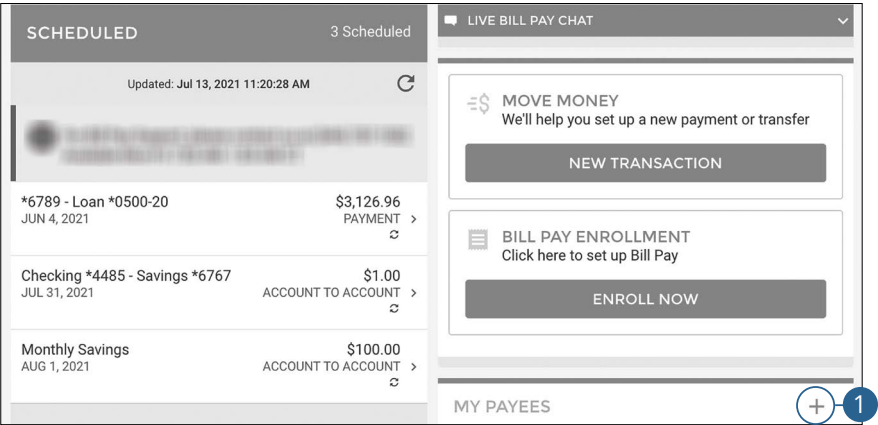 SCHEDULED
3 Scheduled
Updated: Jul 13, 2021 11:20:28 AM
*6789 - Loan *0500-20
$3,126.96
JUN 4, 2021
PAYMENT
Checking *4485 - Savings *6767
$1.00
JUL 31, 2021
ACCOUNT TO ACCOUNT
Monthly Savings
$100.00
AUG 1, 2021
ACCOUNT TO ACCOUNT
LIVE BILL PAY CHAT
MOVE MONEY
We'll help you set up a new payment or transfer
NEW TRANSACTION
BILL PAY ENROLLMENT
Click here to set up Bill Pay
ENROLL NOW
MY PAYEES
1